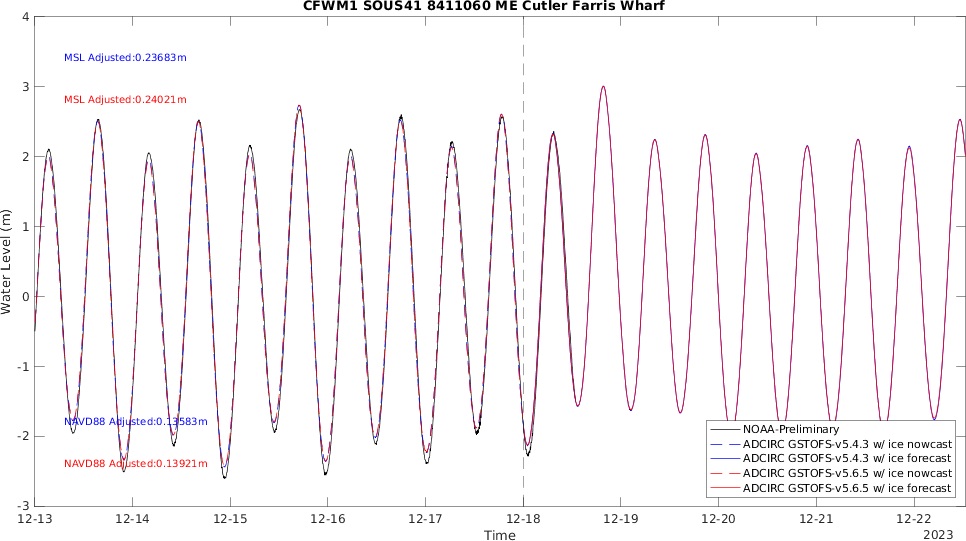 CFWM1 SOUS41 8411060 ME Cutler Farris Wharf
4
3
2
1
0
-1
-2
-3
Water Level (m)
MSL Adjusted:0.23683m
MSL Adjusted:0.24021m
NAVD88 Adjusted:0.13583m
NAVD88 Adjusted:0.13921m
NOAA-Preliminary
ADCIRC GSTOFS-v5.4.3 w/ ice nowcast
ADCIRC GSTOFS-v5.4.3 w/ ice forecast
ADCIRC GSTOFS-v5.6.5 w/ ice nowcast
ADCIRC GSTOFS-v5.6.5 w/ ice forecast
12-13 12-14 12-15 12-16 12-17 12-18 12-19 12-20 12-21 12-22
Time
2023